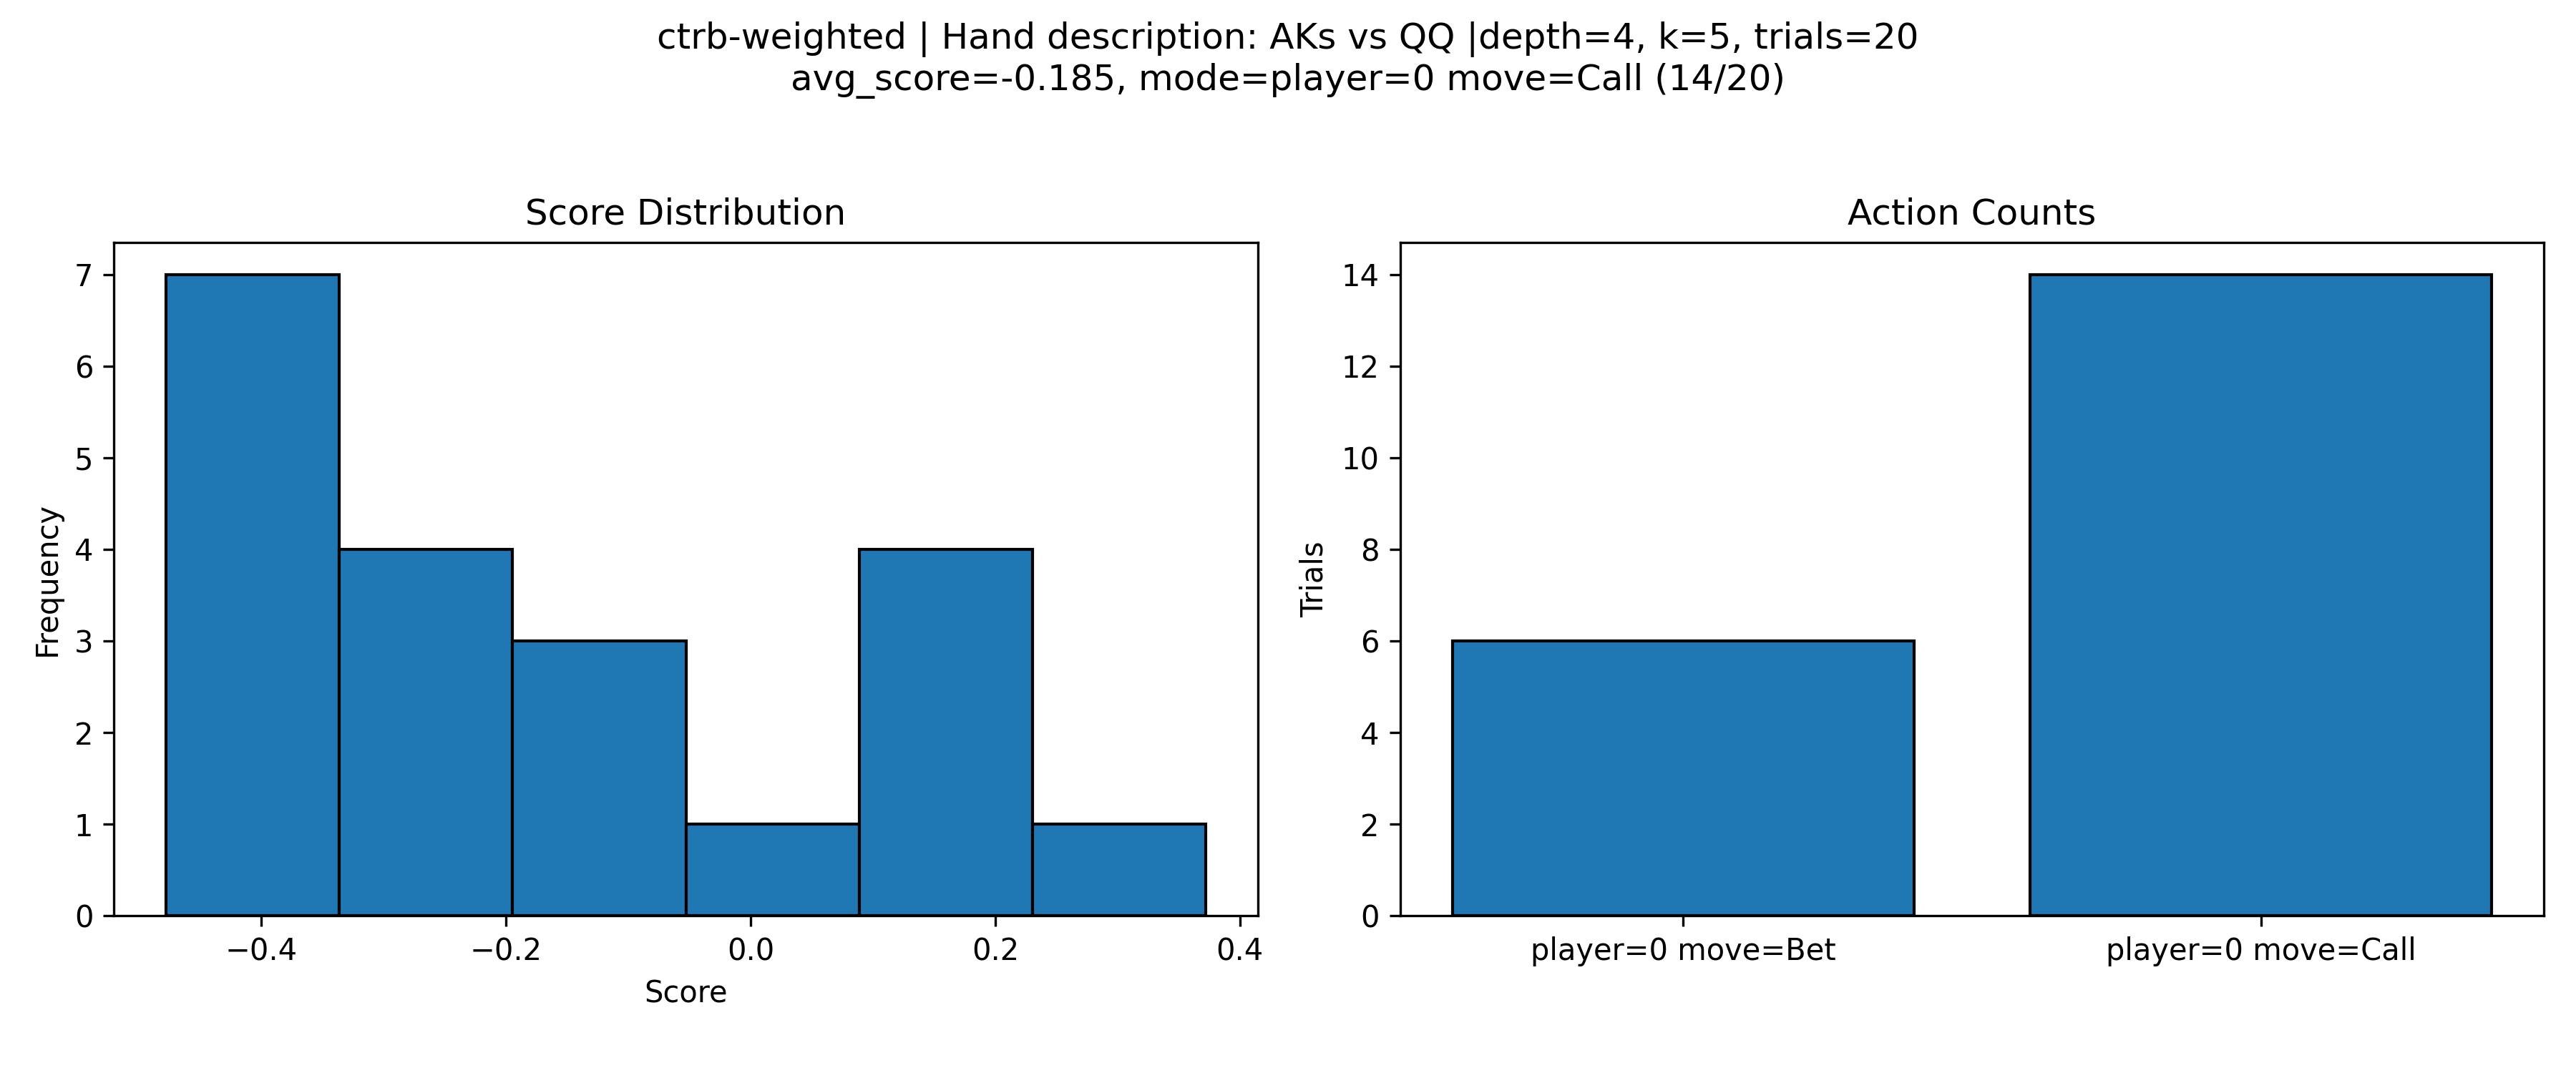 ctrb-weighted | Hand description: AKs vs QQ |depth=4, k=5, trials=20
avg_score=-0.185, mode=player=0 move=Call (14/20)
Score Distribution
Frequency
7
6
5
4
3
2
1
0
−0.4 −0.2 0.0 0.2 0.4
Score
Action Counts
Trials
14
12
10
8
6
4
2
0
player=0 move=Bet player=0 move=Call